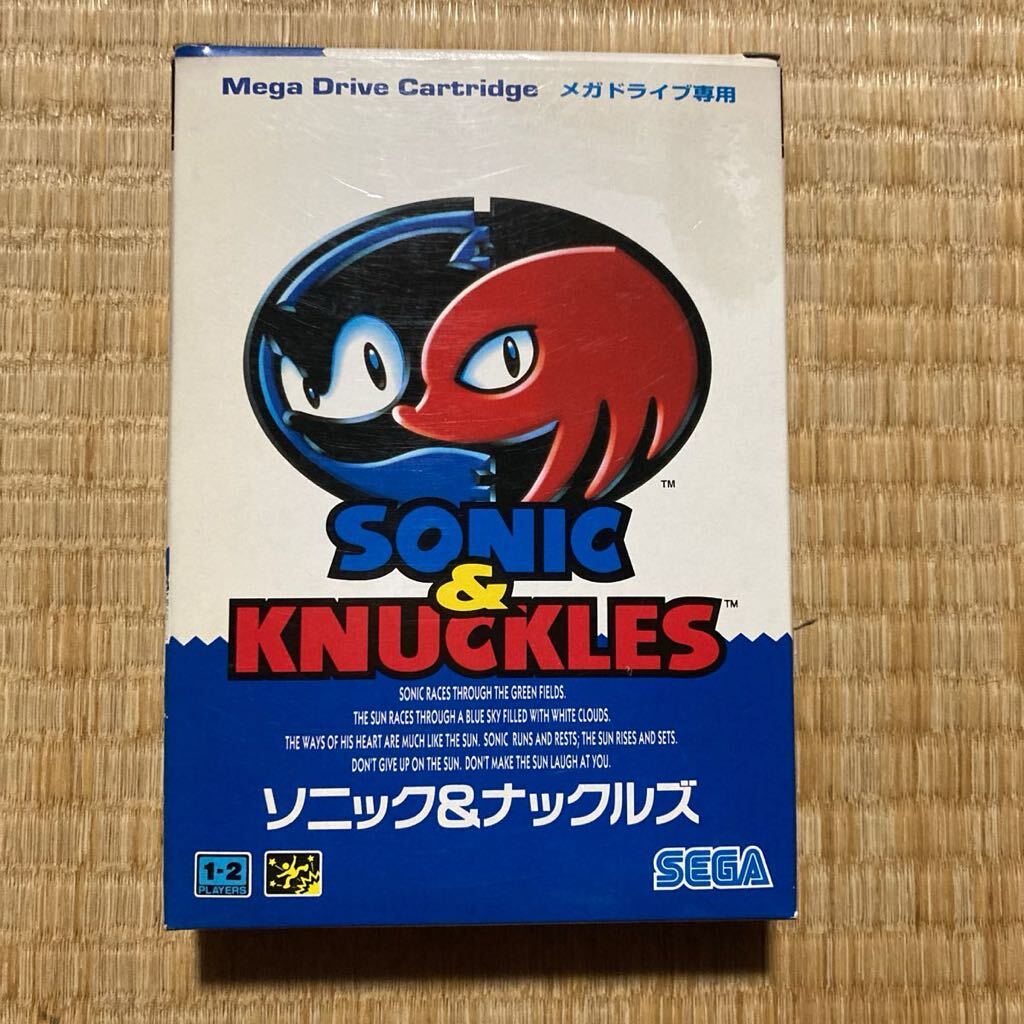 Mega Drive Cartridge メガドライブ専用
TM
SONIC
&
KNUCKLES TM
SONIC RACES THROUGH THE GREEN FIELDS.
THE SUN RACES THROUGH A BLUE SKY FILLED WITH WHITE CLOUDS.
THE WAYS OF HIS HEART ARE MUCH LIKE THE SUN. SONIC RUNS AND RESTS; THE SUN RISES AND SETS.
DON'T GIVE UP ON THE SUN. DON'T MAKE THE SUN LAUGH AT YOU.
ソニック&ナックルズ
1-2
PLAYERS
SEGA